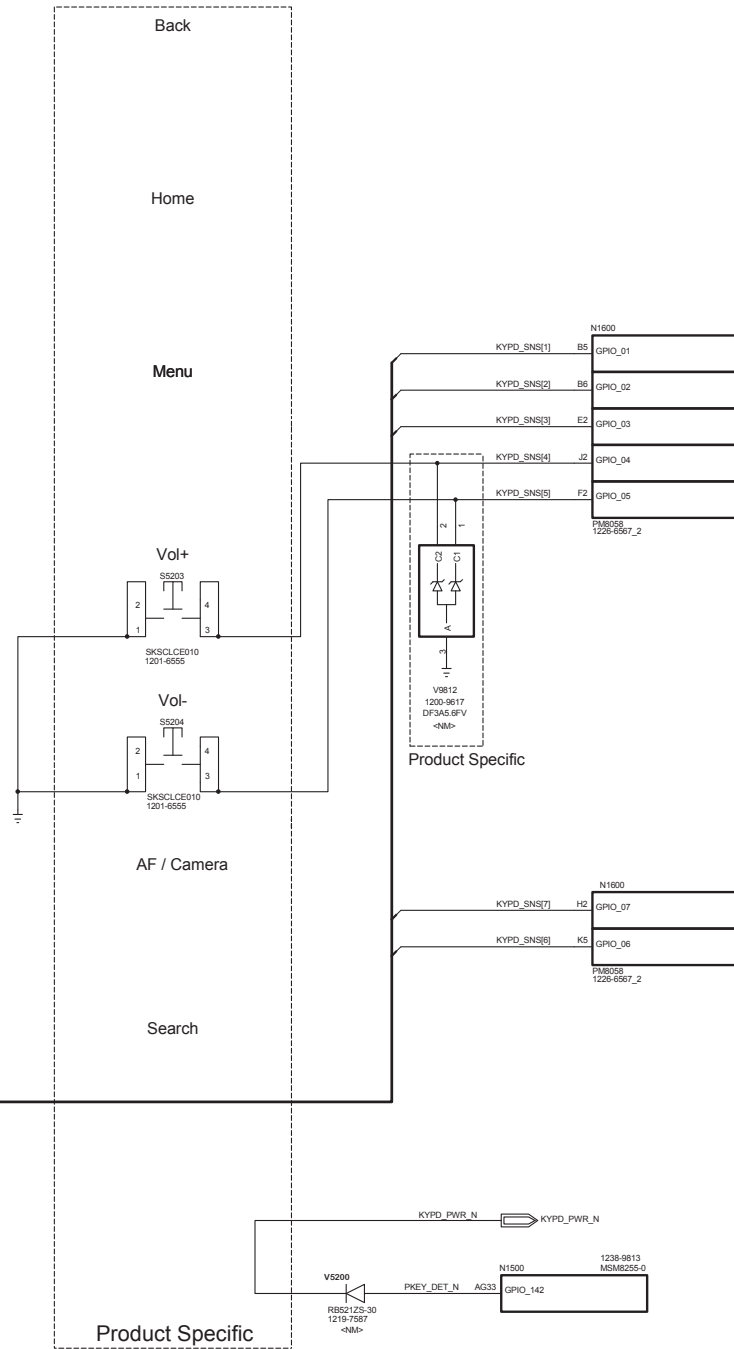 Back
Home
Menu
N1600
KYPD_SNS[1] B5 GPIO_01
KYPD_SNS[2] B6 GPIO_02
KYPD_SNS[3] E2 GPIO_03
KYPD_SNS[4] J2 GPIO_04
KYPD_SNS[5] F2 GPIO_05
PM8058
1226-6567_2
2 1
C2 C1
A
3
V9812
1200-9617
DF3A5.6FV
<NM>
Product Specific
Vol+
S5203
2 4
1 3
SKSCLCE010
1201-6555
Vol-
S5204
2 4
1 3
SKSCLCE010
1201-6555
AF / Camera
N1600
KYPD_SNS[7] H2 GPIO_07
KYPD_SNS[6] K5 GPIO_06
PM8058
1226-6567_2
Search
KYPD_PWR_N KYPD_PWR_N
1238-9813
N1500 MSM8255-0
V5200 PKEY_DET_N AG33 GPIO_142
RB521ZS-30
1219-7587
<NM>
Product Specific